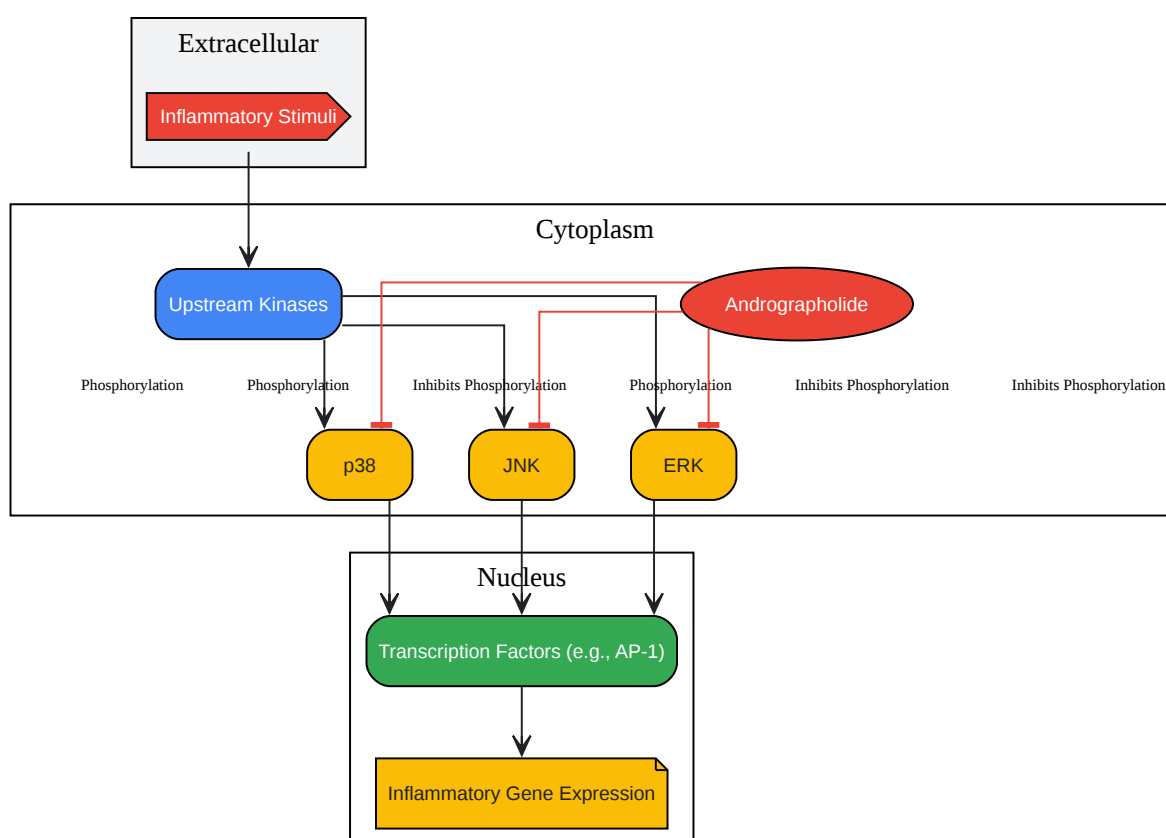 Extracellular
Inflammatory Stimuli
Cytoplasm
Upstream Kinases
Andrographolide
Phosphorylation
Phosphorylation
Inhibits Phosphorylation
Phosphorylation
Inhibits Phosphorylation
Inhibits Phosphorylation
p38
JNK
ERK
Nucleus
Transcription Factors (e.g., AP-1)
Inflammatory Gene Expression